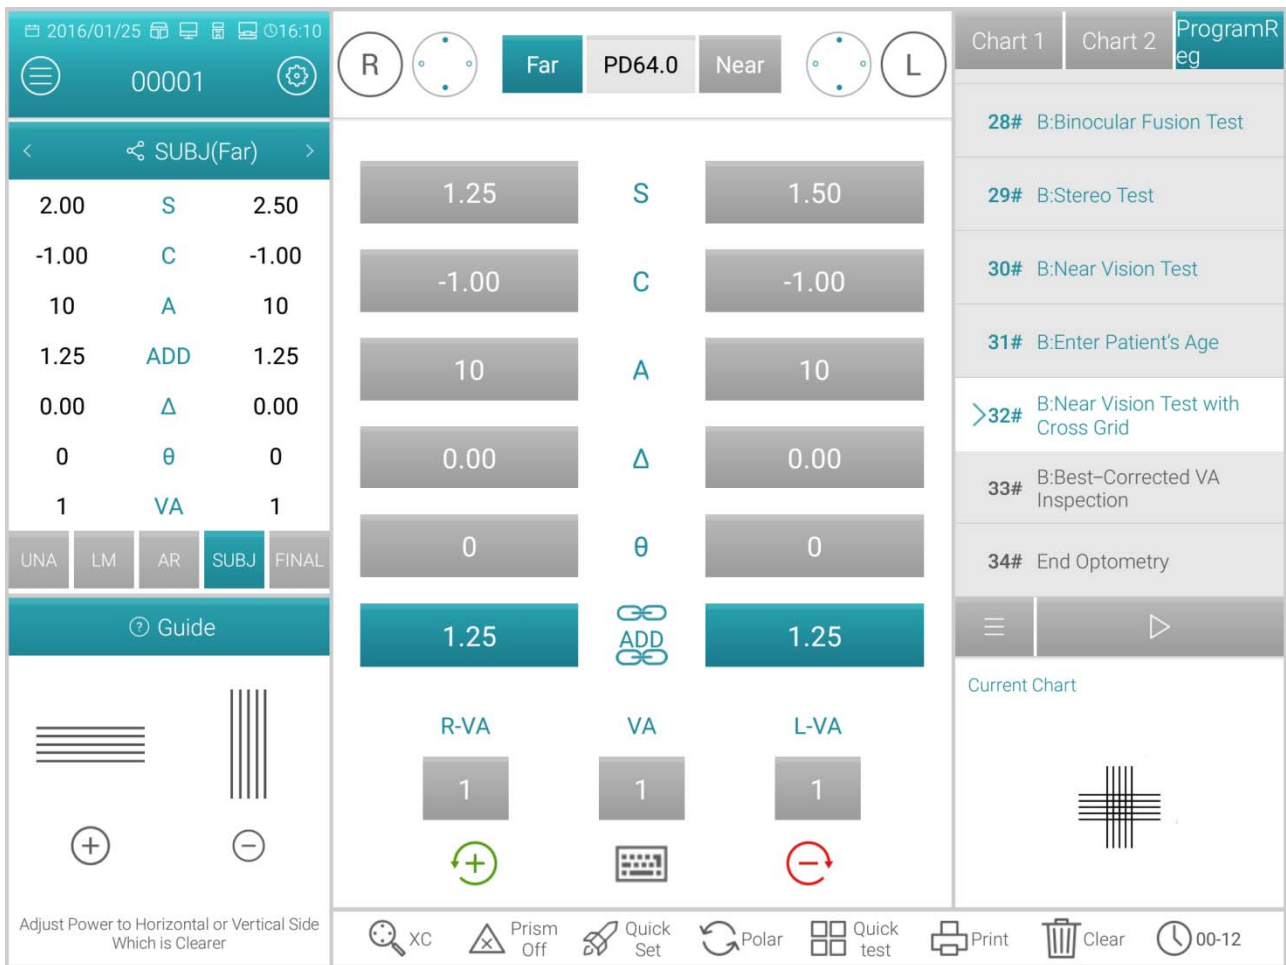 2016/01/25 16:10
00001
SUBJ(Far)
2.00 S 2.50
-1.00 C -1.00
10 A 10
1.25 ADD 1.25
0.00 Δ 0.00
0 θ 0
1 VA 1
UNA LM AR SUBJ FINAL
? Guide
Adjust Power to Horizontal or Vertical Side
Which is Clearer
R Far PD64.0 Near L
1.25 S 1.50
-1.00 C -1.00
10 A 10
0.00 Δ 0.00
0 θ 0
1.25 ADD 1.25
R-VA VA L-VA
1 1 1
XC
Prism
Off
Quick
Set
Polar
Quick
test
Print
Clear
00-12
Chart 1 Chart 2
ProgramR
eg
28# B:Binocular Fusion Test
29# B:Stereo Test
30# B:Near Vision Test
31# B:Enter Patient's Age
32# B:Near Vision Test with
Cross Grid
33# B:Best–Corrected VA
Inspection
34# End Optometry
Current Chart